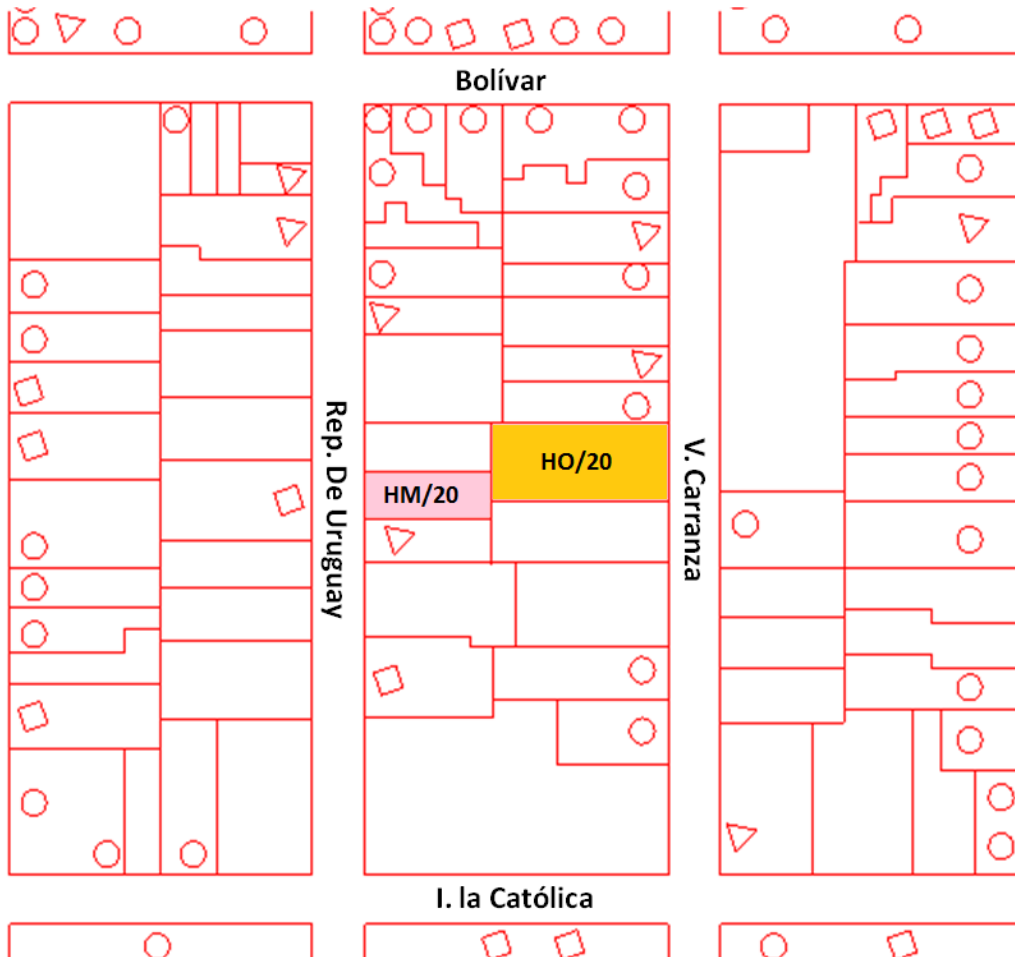 Bolívar
Rep. De Uruguay
HO/20
HM/20
V. Carranza
I. la Católica